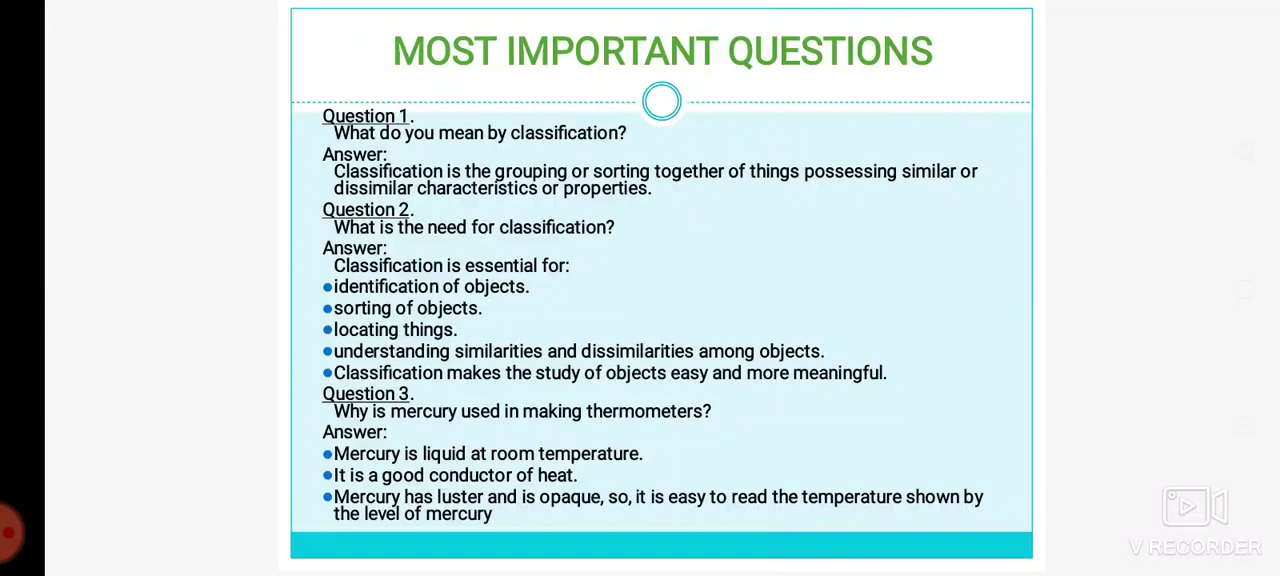 MOST IMPORTANT QUESTIONS
Question 1.
What do you mean by classification?
Answer:
Classification is the grouping or sorting together of things possessing similar or
dissimilar characteristics or properties.
Question 2.
What is the need for classification?
Answer:
Classification is essential for:
●identification of objects.
●sorting of objects.
●locating things.
●understanding similarities and dissimilarities among objects.
●Classification makes the study of objects easy and more meaningful.
Question 3.
Why is mercury used in making thermometers?
Answer:
●Mercury is liquid at room temperature.
●It is a good conductor of heat.
●Mercury has luster and is opaque, so, it is easy to read the temperature shown by
the level of mercury
V RECORDER